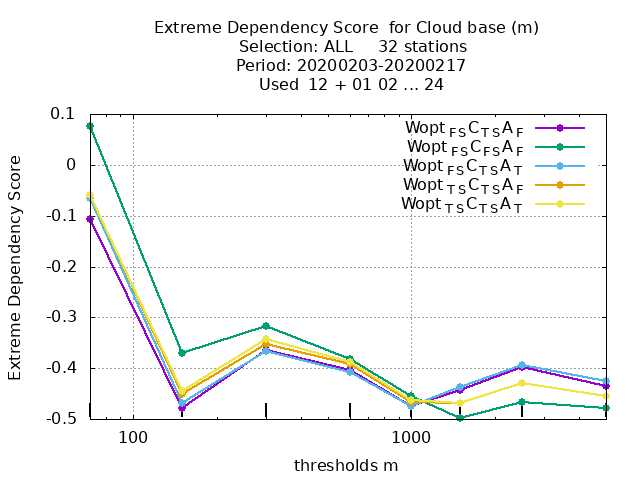 Extreme Dependency Score  for Cloud base (m)
Selection: ALL     32 stations
Period: 20200203-20200217
Used  12 + 01 02 ... 24
Wopt FS C TS A F
Wopt FS C FS A F
Wopt FS C TS A T
Wopt TS C TS A F
Wopt TS C TS A T
Extreme Dependency Score
0.1
0
-0.1
-0.2
-0.3
-0.4
-0.5
100 1000
thresholds m